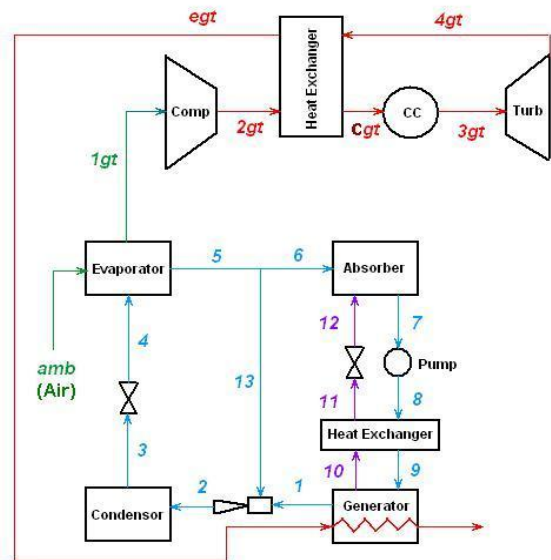 egt
4gt
Heat Exchanger
Comp
2gt
Cgt
CC
3gt
Turb
1gt
Evaporator
5
6
Absorber
amb
(Air)
4
13
12
7
Pump
11
8
Heat Exchanger
3
10
9
Condensor
2
1
Generator